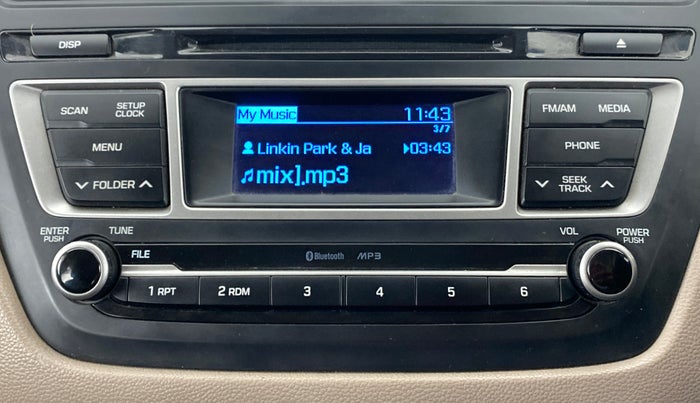 DISP
SCAN
SETUP
CLOCK
MENU
FOLDER
My Music 11:43
3/7
Linkin Park & Ja 03:43
mix].mp3
FM/AM
MEDIA
PHONE
SEEK
TRACK
ENTER
PUSH
TUNE
FILE
Bluetooth MP3
VOL
POWER
PUSH
1 RPT 2 RDM 3 4 5 6